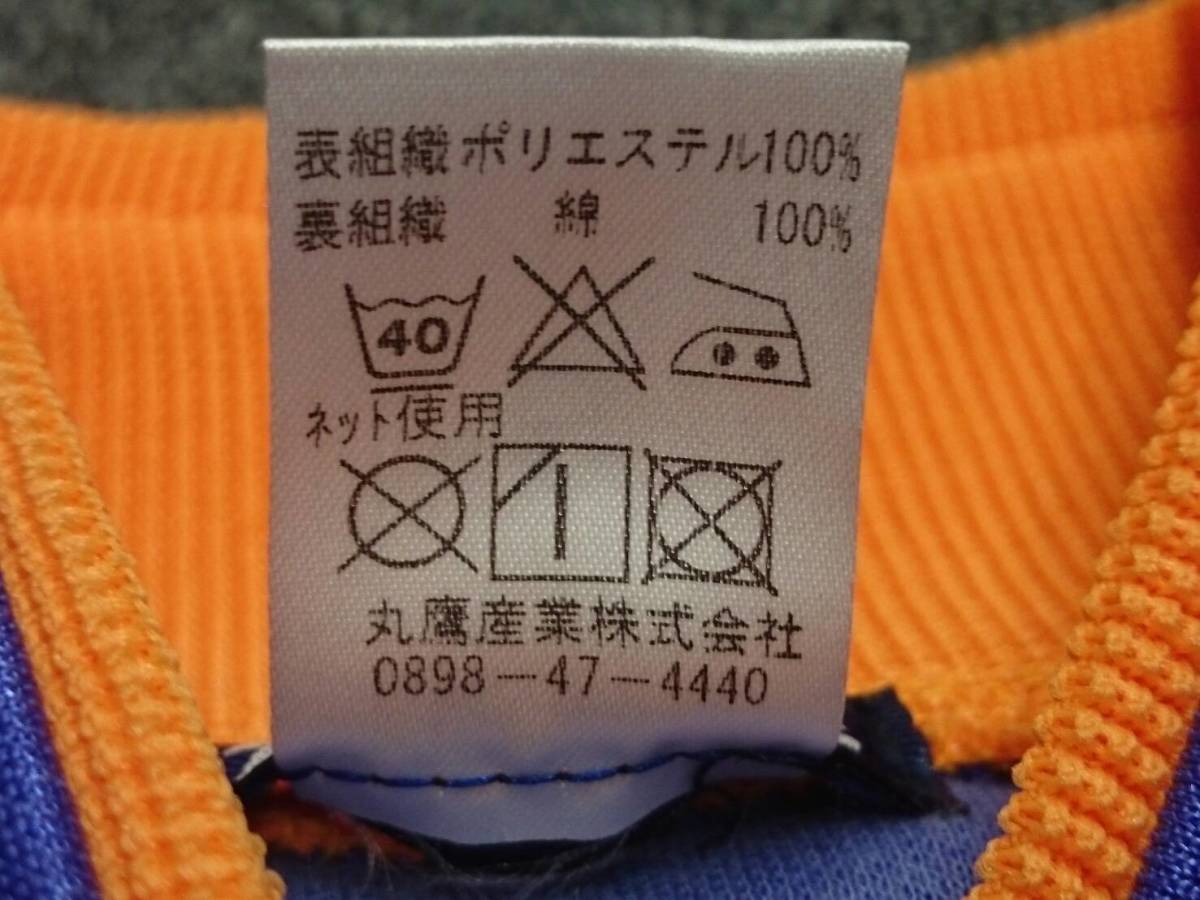 表組織ポリエステル100%
裏組織 綿 100%
40
ネット使用
丸鷹産業株式会社
0898-47-4440